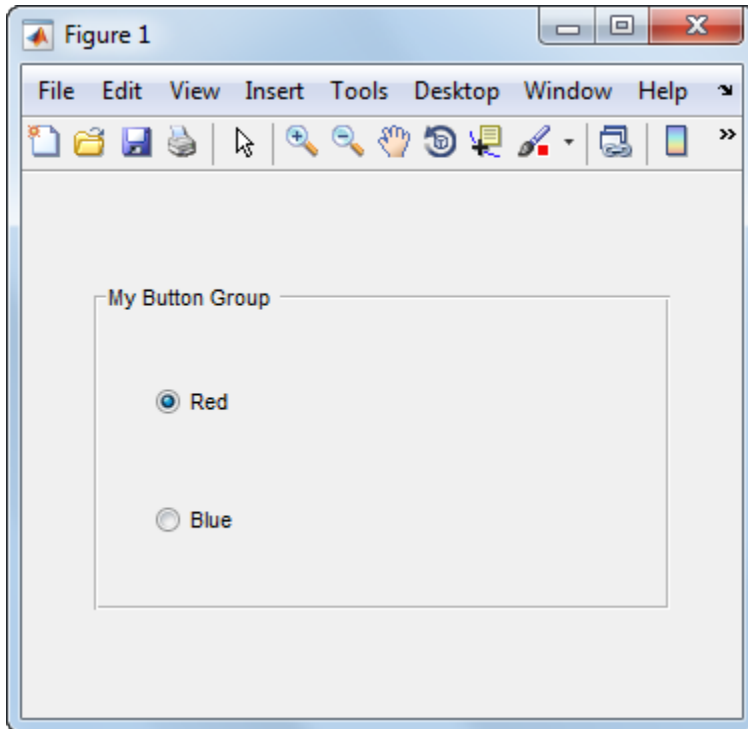 Figure 1
File Edit View Insert Tools Desktop Window Help
My Button Group
Red
Blue